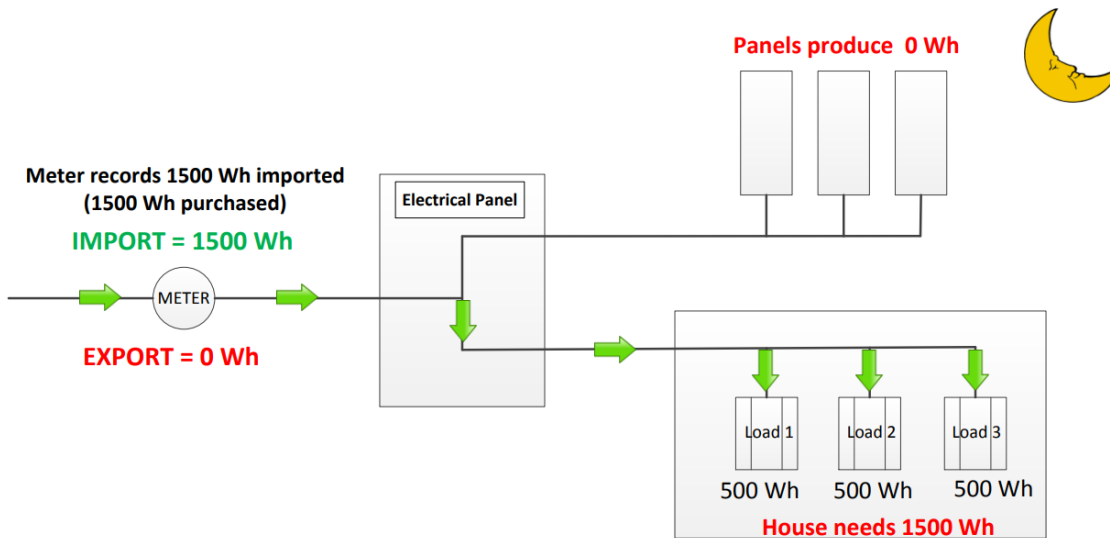 Panels produce  0 Wh
Meter records 1500 Wh imported
(1500 Wh purchased)
IMPORT = 1500 Wh
Electrical Panel
METER
EXPORT = 0 Wh
Load 1
Load 2
Load 3
500 Wh
500 Wh
500 Wh
House needs 1500 Wh